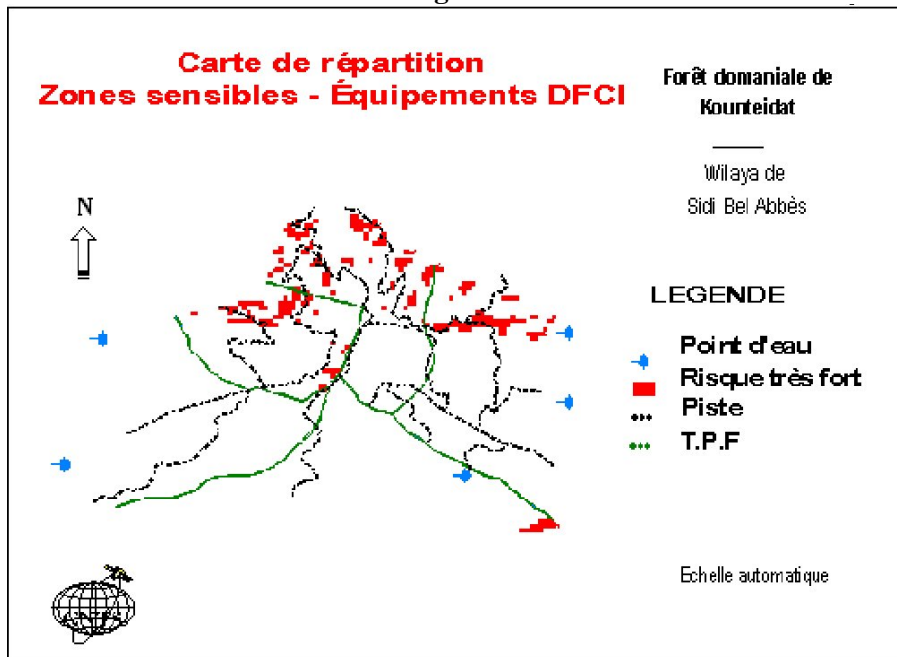 Carte de répartition
Zones sensibles - Équipements DFCI
Forêt domaniale de
Kounteidat
Wilaya de
Sidi Bel Abbès
N
LEGENDE
Point d'eau
Risque très fort
Piste
T.P.F
Echelle automatique